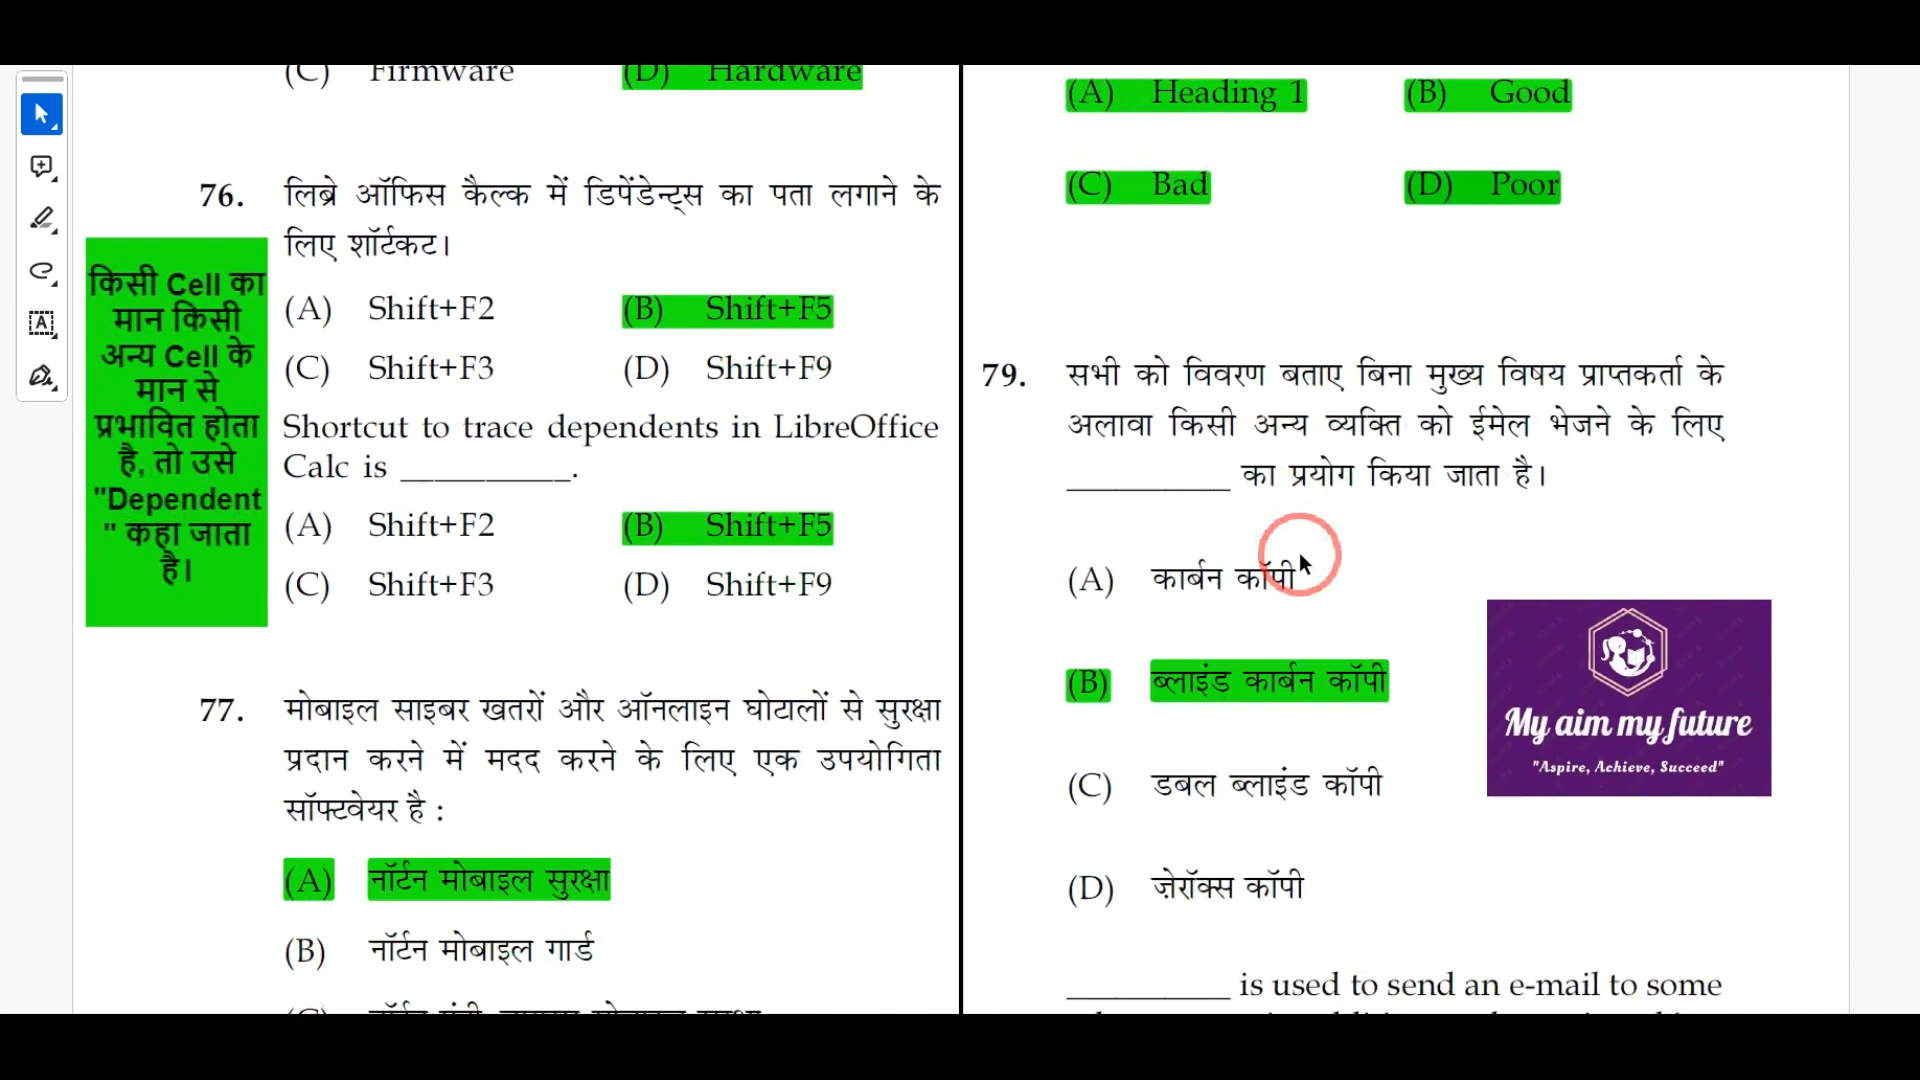 (C) Firmware (D) Hardware
76. लिब्रे ऑफिस कैल्क में डिपेंडेन्ट्स का पता लगाने के
लिए शॉर्टकट।
(A) Shift+F2 (B) Shift+F5
(C) Shift+F3 (D) Shift+F9
Shortcut to trace dependents in LibreOffice
Calc is __________.
(A) Shift+F2 (B) Shift+F5
(C) Shift+F3 (D) Shift+F9
किसी Cell का
मान किसी
अन्य Cell के
मान से
प्रभावित होता
है, तो उसे
"Dependent
" कहा जाता
है।
77. मोबाइल साइबर खतरों और ऑनलाइन घोटालों से सुरक्षा
प्रदान करने में मदद करने के लिए एक उपयोगिता
सॉफ्टवेयर है :
(A) नॉर्टन मोबाइल सुरक्षा
(B) नॉर्टन मोबाइल गार्ड
(A) Heading 1 (B) Good
(C) Bad (D) Poor
79. सभी को विवरण बताए बिना मुख्य विषय प्राप्तकर्ता के
अलावा किसी अन्य व्यक्ति को ईमेल भेजने के लिए
__________ का प्रयोग किया जाता है।
(A) कार्बन कॉपी
(B) ब्लाइंड कार्बन कॉपी
(C) डबल ब्लाइंड कॉपी
(D) ज़ेरॉक्स कॉपी
__________ is used to send an e-mail to some
My aim my future
"Aspire, Achieve, Succeed"